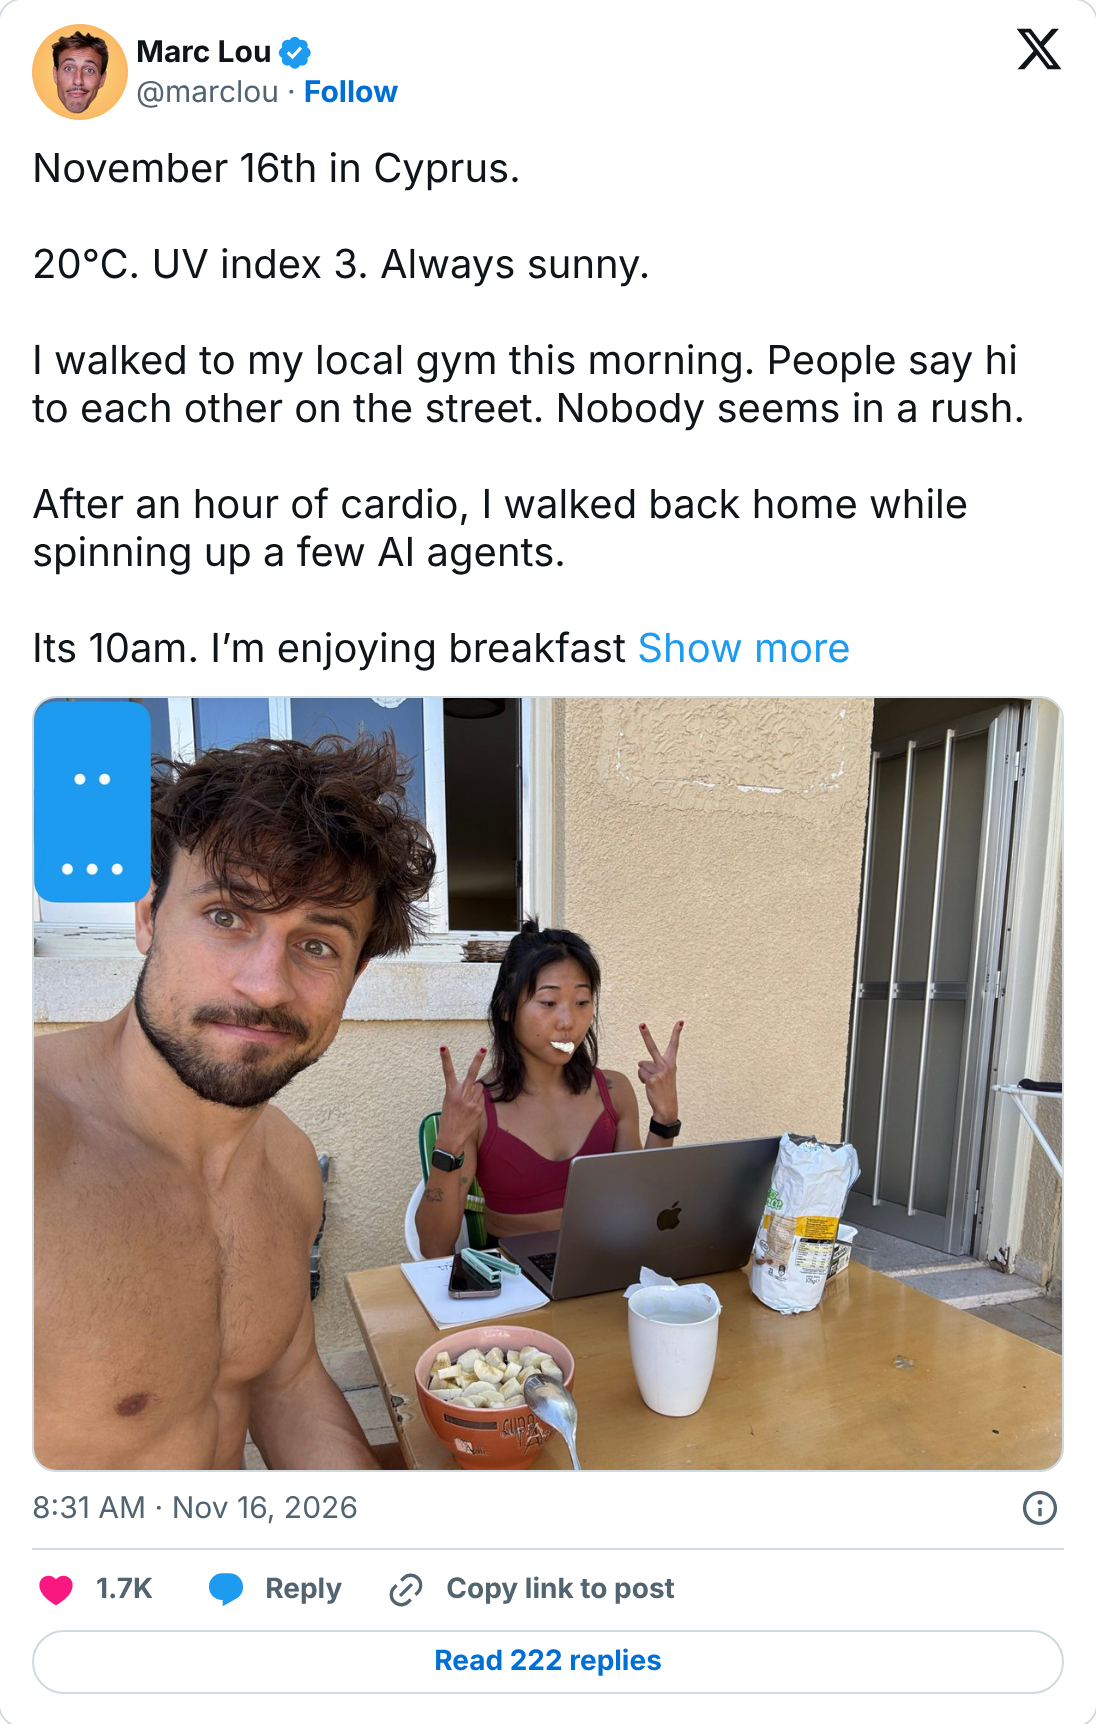 Marc Lou
@marclou · Follow
November 16th in Cyprus.
20°C. UV index 3. Always sunny.
I walked to my local gym this morning. People say hi
to each other on the street. Nobody seems in a rush.
After an hour of cardio, I walked back home while
spinning up a few AI agents.
Its 10am. I’m enjoying breakfast Show more
8:31 AM · Nov 16, 2026
1.7K
Reply
Copy link to post
Read 222 replies